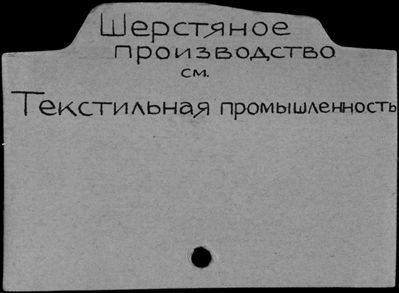 Шерстяное
производство
см.
Текстильная промышленность